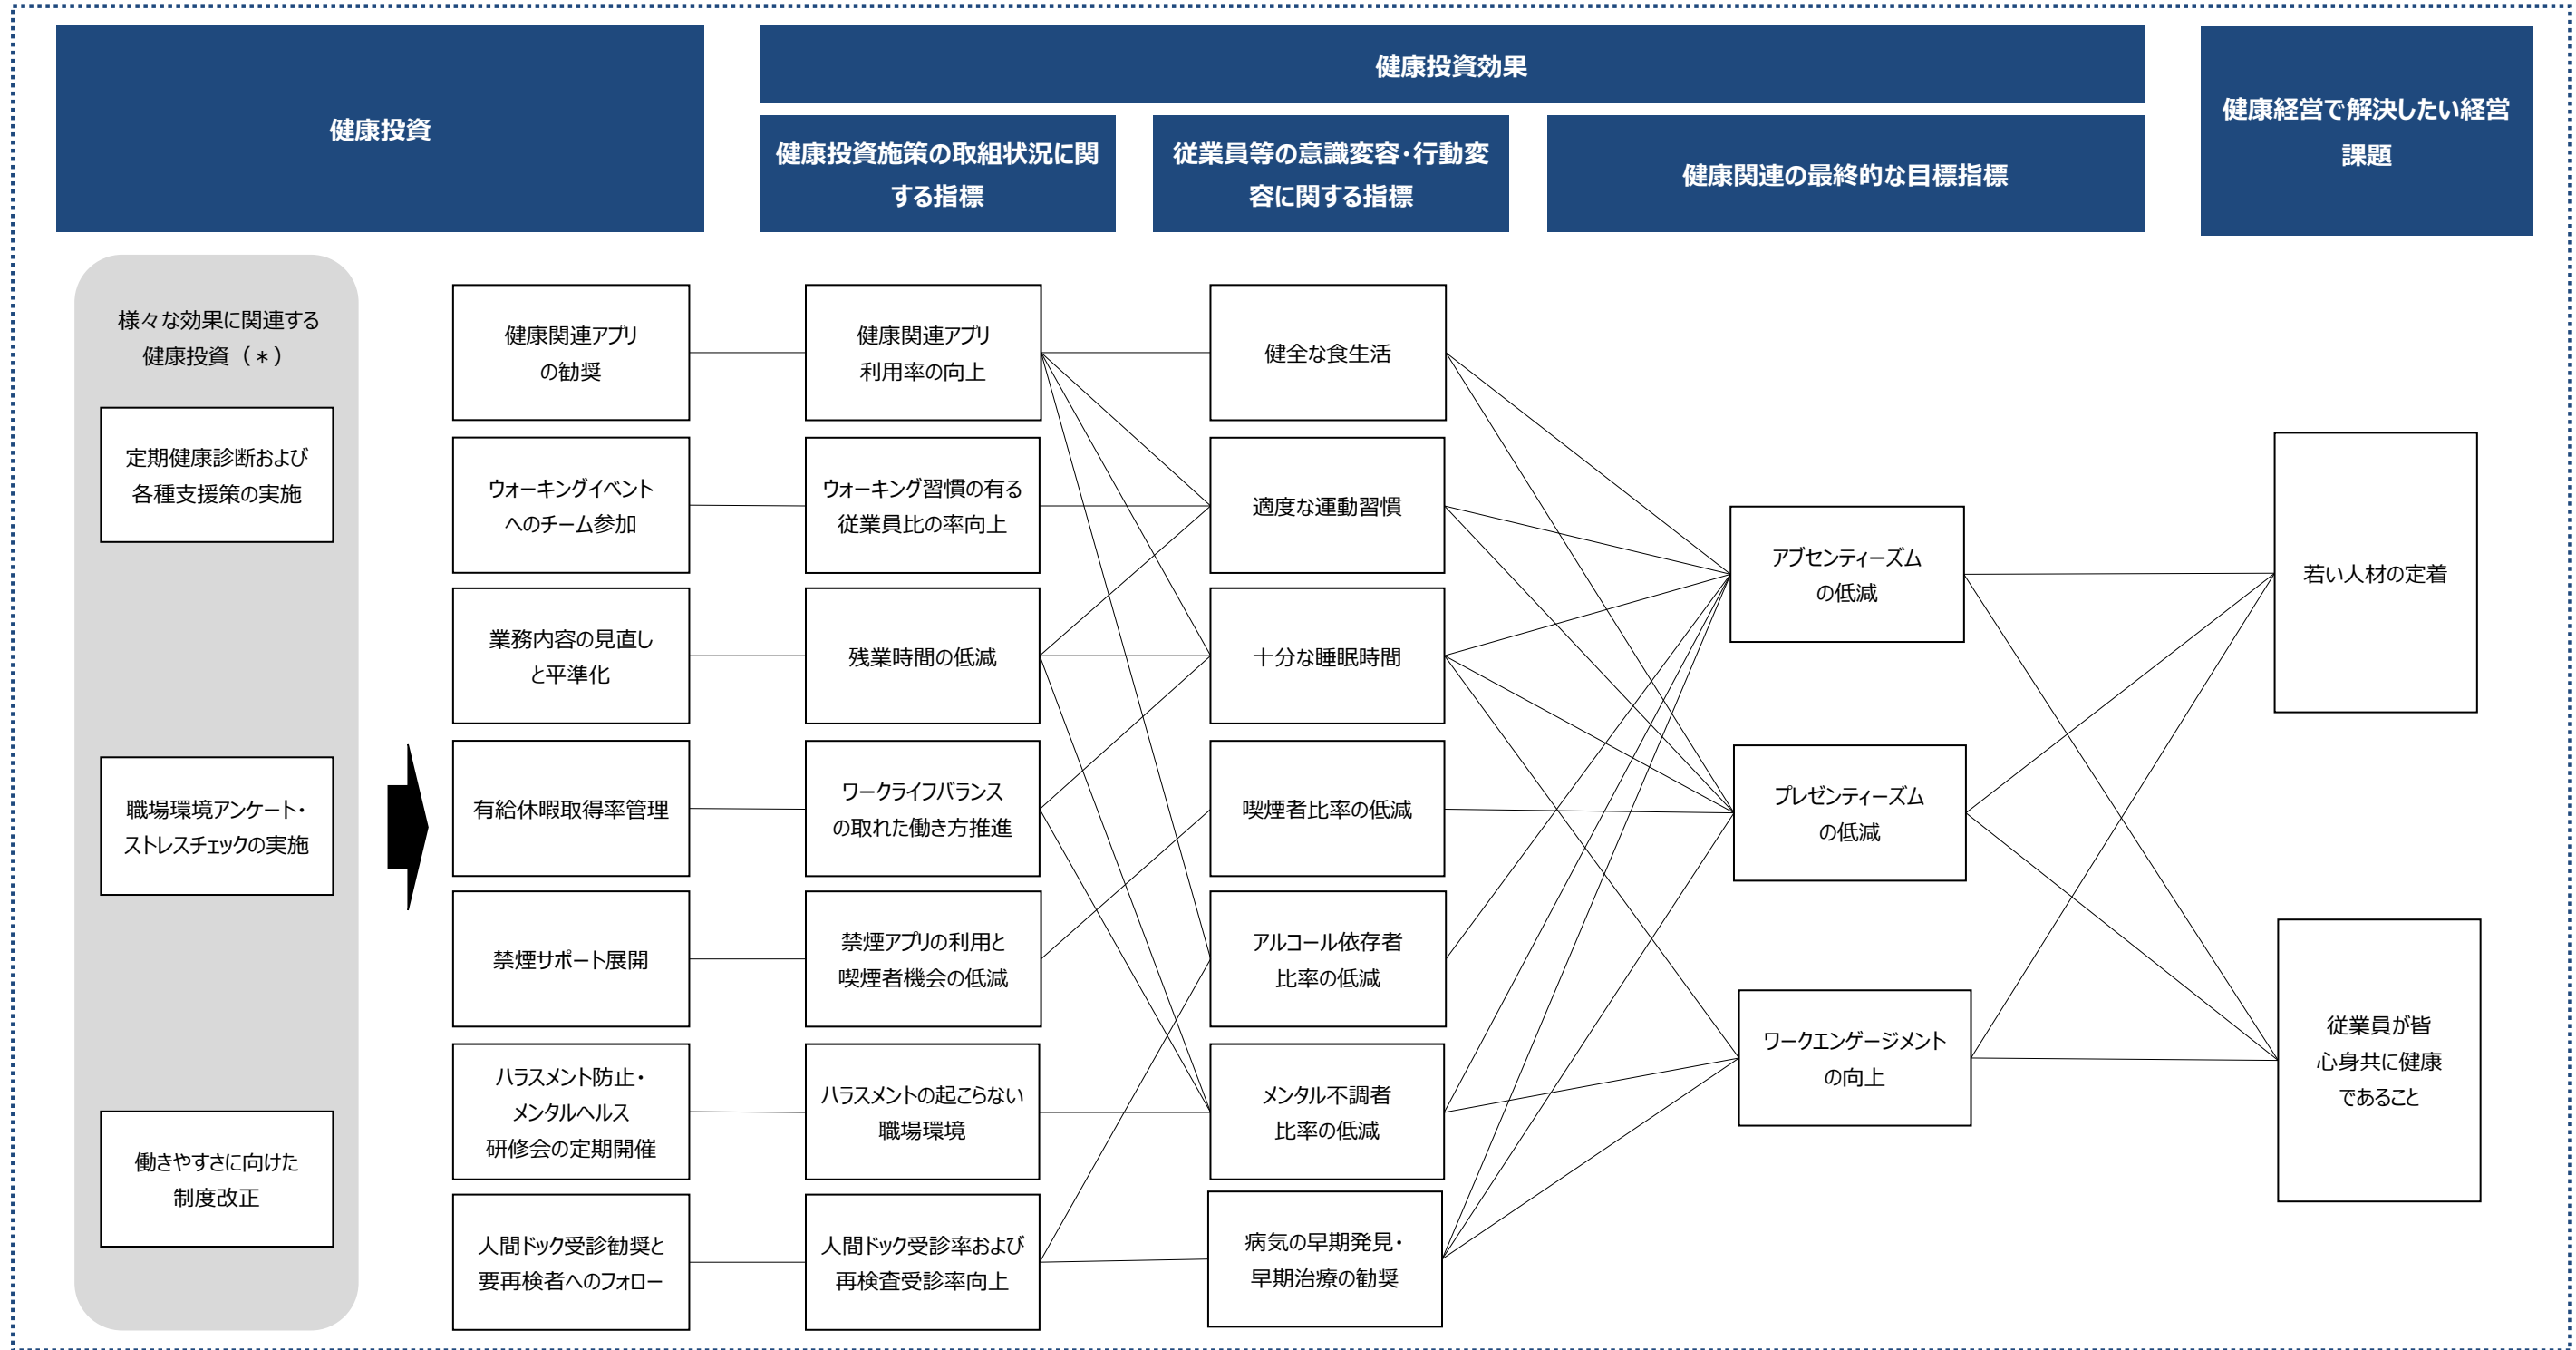 健康投資
健康投資効果
健康経営で解決したい経営
課題
健康投資施策の取組状況に関
する指標
従業員等の意識変容・行動変
容に関する指標
健康関連の最終的な目標指標
様々な効果に関連する
健康投資（＊）
定期健康診断および
各種支援策の実施
職場環境アンケート・
ストレスチェックの実施
働きやすさに向けた
制度改正
健康関連アプリ
の勧奨
ウォーキングイベント
へのチーム参加
業務内容の見直し
と平準化
有給休暇取得率管理
禁煙サポート展開
ハラスメント防止・
メンタルヘルス
研修会の定期開催
人間ドック受診勧奨と
要再検者へのフォロー
健康関連アプリ
利用率の向上
ウォーキング習慣の有る
従業員比の率向上
残業時間の低減
ワークライフバランス
の取れた働き方推進
禁煙アプリの利用と
喫煙者機会の低減
ハラスメントの起こらない
職場環境
人間ドック受診率および
再検査受診率向上
健全な食生活
適度な運動習慣
十分な睡眠時間
喫煙者比率の低減
アルコール依存者
比率の低減
メンタル不調者
比率の低減
病気の早期発見・
早期治療の勧奨
アブセンティーズム
の低減
プレゼンティーズム
の低減
ワークエンゲージメント
の向上
若い人材の定着
従業員が皆
心身共に健康
であること